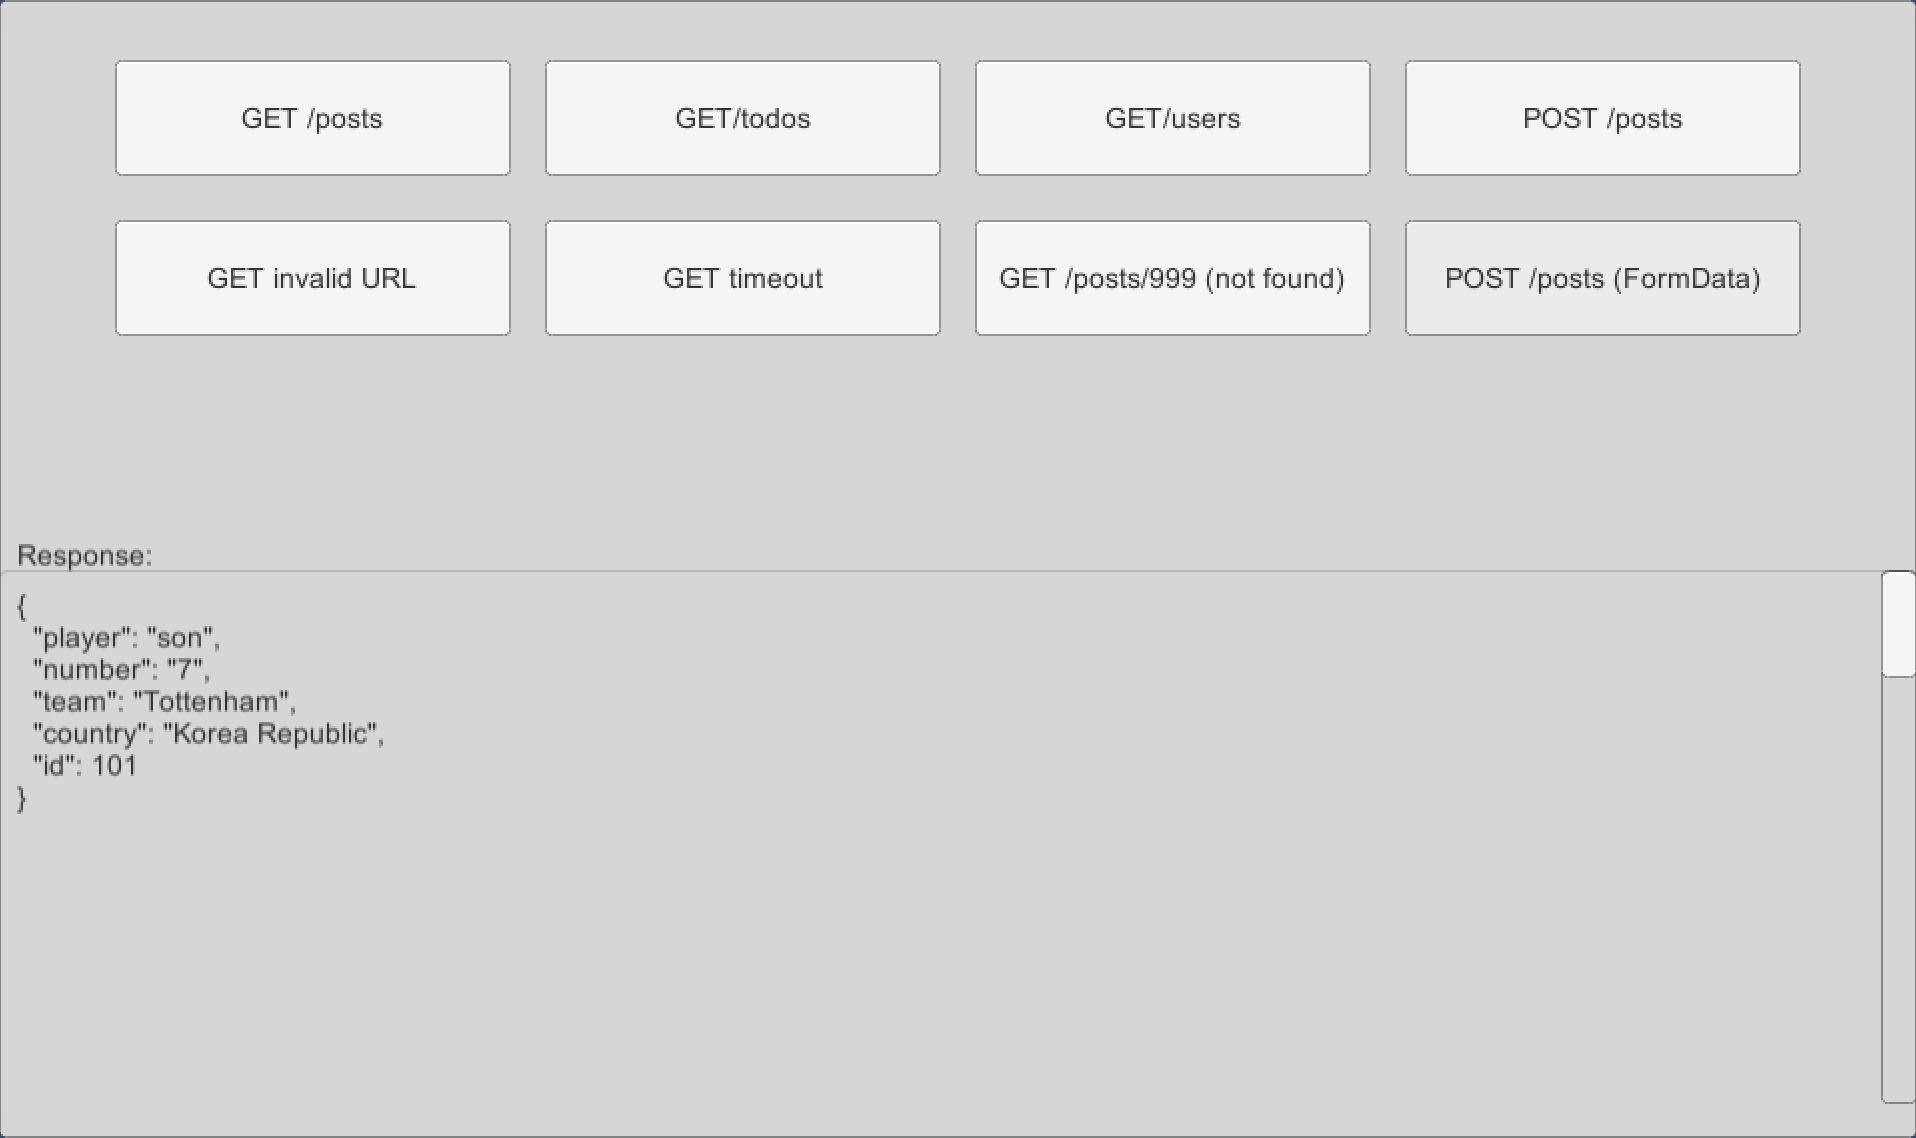 GET /posts
GET/todos
GET/users
POST /posts
GET invalid URL
GET timeout
GET /posts/999 (not found)
POST /posts (FormData)
Response:
{
  "player": "son",
  "number": "7",
  "team": "Tottenham",
  "country": "Korea Republic",
  "id": 101
}